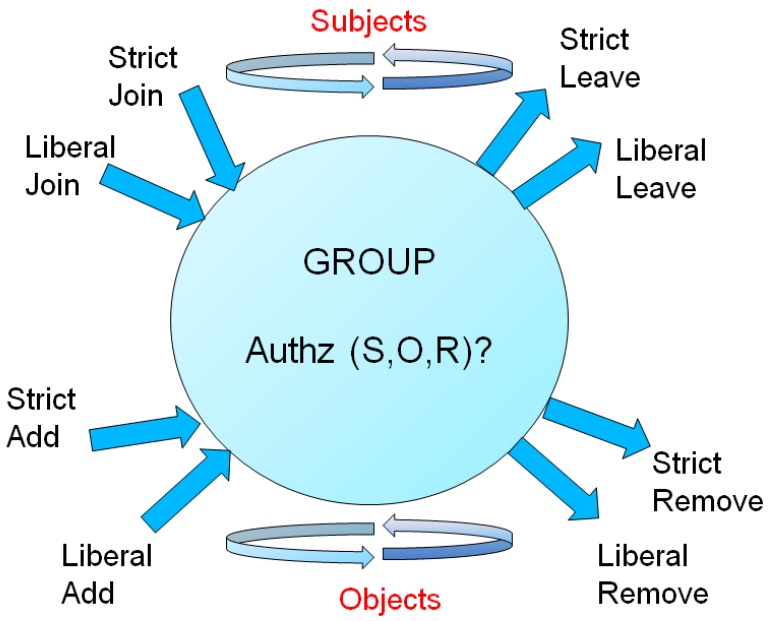 Subjects
Strict
Join
Strict
Leave
Liberal
Join
Liberal
Leave
GROUP
Authz (S,O,R)?
Strict
Add
Strict
Remove
Liberal
Add
Liberal
Remove
Objects